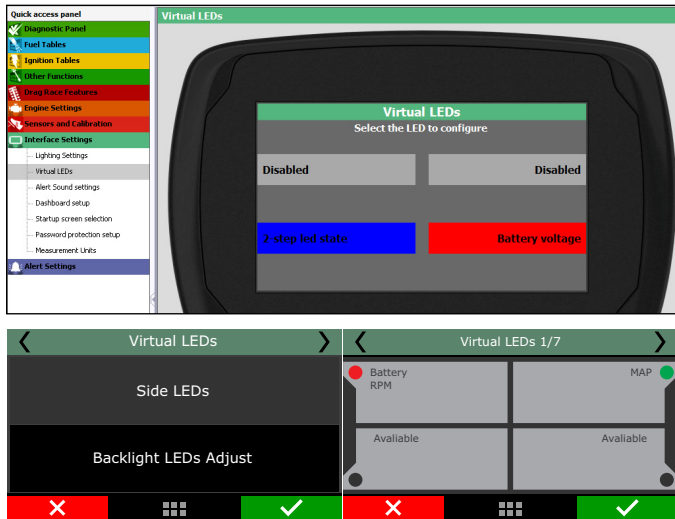 Quick access panel
Diagnostic Panel
Fuel Tables
Ignition Tables
Other Functions
Drag Race Features
Engine Settings
Sensors and Calibration
Interface Settings
Lighting Settings
Virtual LEDs
Alert Sound settings
Dashboard setup
Startup screen selection
Password protection setup
Measurement Units
Alert Settings
Virtual LEDs
Virtual LEDs
Select the LED to configure
Disabled
Disabled
2-step led state
Battery voltage
Virtual LEDs
Side LEDs
Backlight LEDs Adjust
Virtual LEDs 1/7
Battery
RPM
MAP
Avaliable
Avaliable